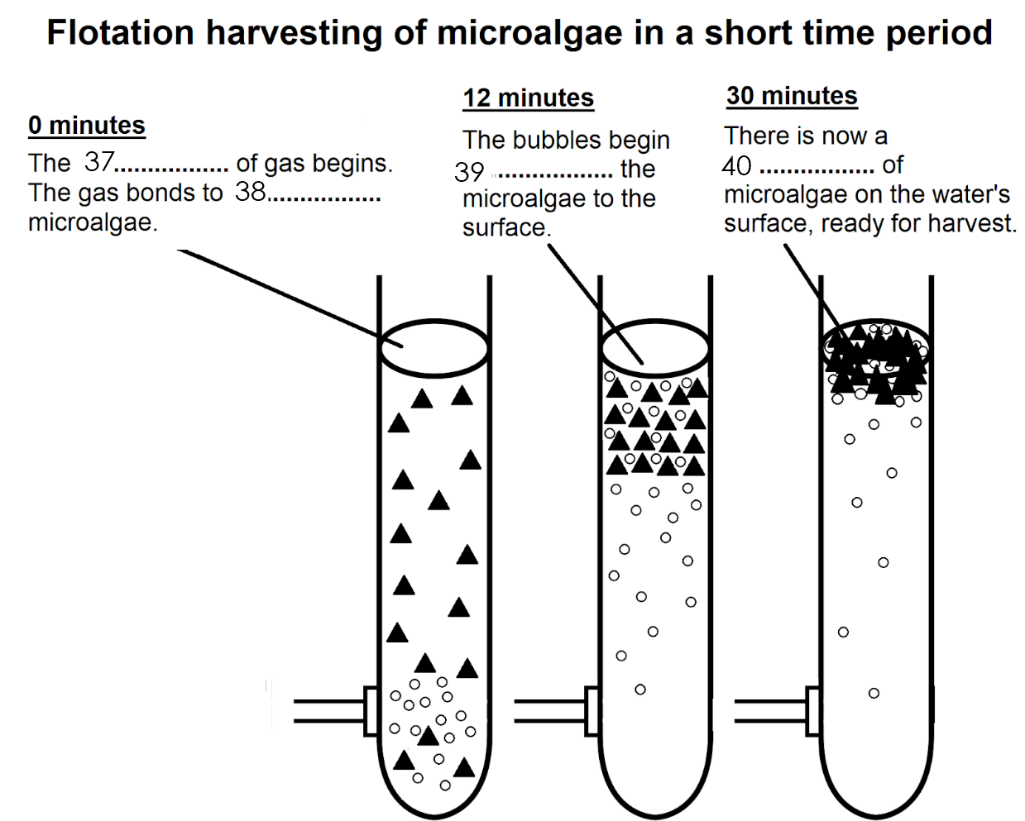 Flotation harvesting of microalgae in a short time period
0 minutes
The 37................. of gas begins.
The gas bonds to 38.................
microalgae.
12 minutes
The bubbles begin
39 ................. the
microalgae to the
surface.
30 minutes
There is now a
40 ................. of
microalgae on the water's
surface, ready for harvest.